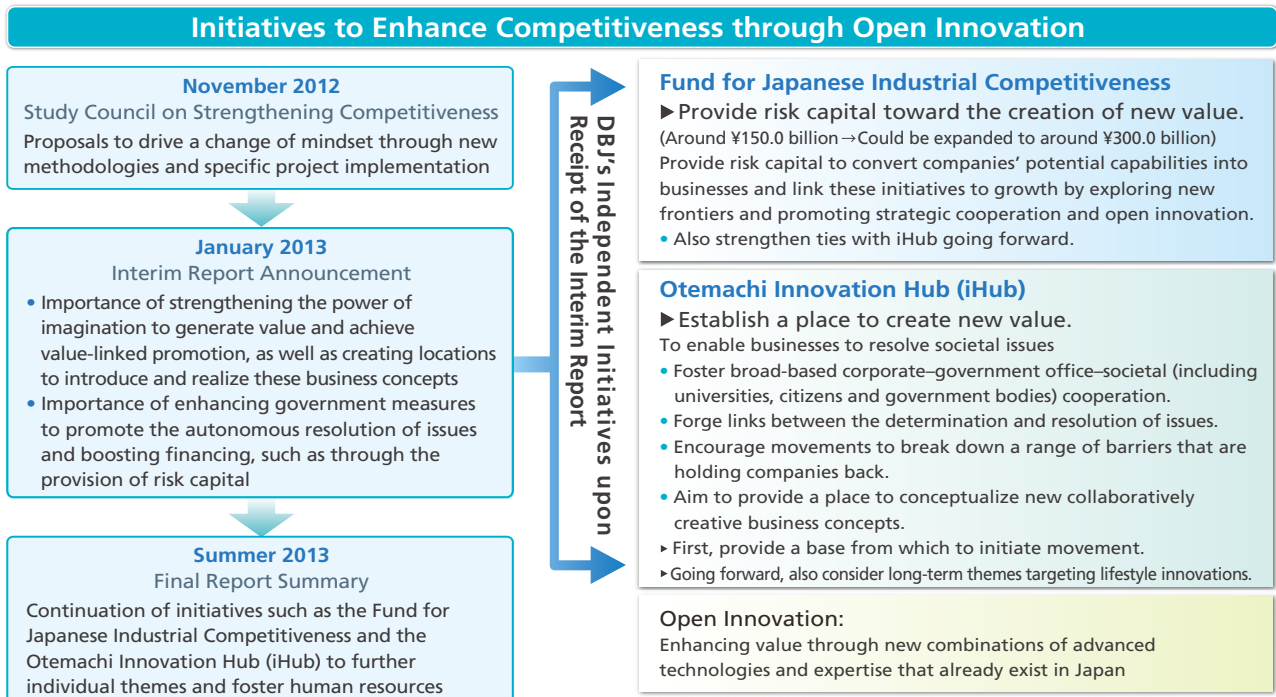 Initiatives to Enhance Competitiveness through Open Innovation
November 2012
Study Council on Strengthening Competitiveness
Proposals to drive a change of mindset through new
methodologies and specific project implementation
January 2013
Interim Report Announcement
• Importance of strengthening the power of
imagination to generate value and achieve
value-linked promotion, as well as creating locations
to introduce and realize these business concepts
• Importance of enhancing government measures
to promote the autonomous resolution of issues
and boosting financing, such as through the
provision of risk capital
Summer 2013
Final Report Summary
Continuation of initiatives such as the Fund for
Japanese Industrial Competitiveness and the
Otemachi Innovation Hub (iHub) to further
individual themes and foster human resources
DBJ's Independent Initiatives upon
Receipt of the Interim Report
Fund for Japanese Industrial Competitiveness
▶Provide risk capital toward the creation of new value.
(Around ¥150.0 billion→Could be expanded to around ¥300.0 billion)
Provide risk capital to convert companies' potential capabilities into
businesses and link these initiatives to growth by exploring new
frontiers and promoting strategic cooperation and open innovation.
• Also strengthen ties with iHub going forward.
Otemachi Innovation Hub (iHub)
▶Establish a place to create new value.
To enable businesses to resolve societal issues
• Foster broad-based corporate–government office–societal (including
universities, citizens and government bodies) cooperation.
• Forge links between the determination and resolution of issues.
• Encourage movements to break down a range of barriers that are
holding companies back.
• Aim to provide a place to conceptualize new collaboratively
creative business concepts.
▸ First, provide a base from which to initiate movement.
▸Going forward, also consider long-term themes targeting lifestyle innovations.
Open Innovation:
Enhancing value through new combinations of advanced
technologies and expertise that already exist in Japan